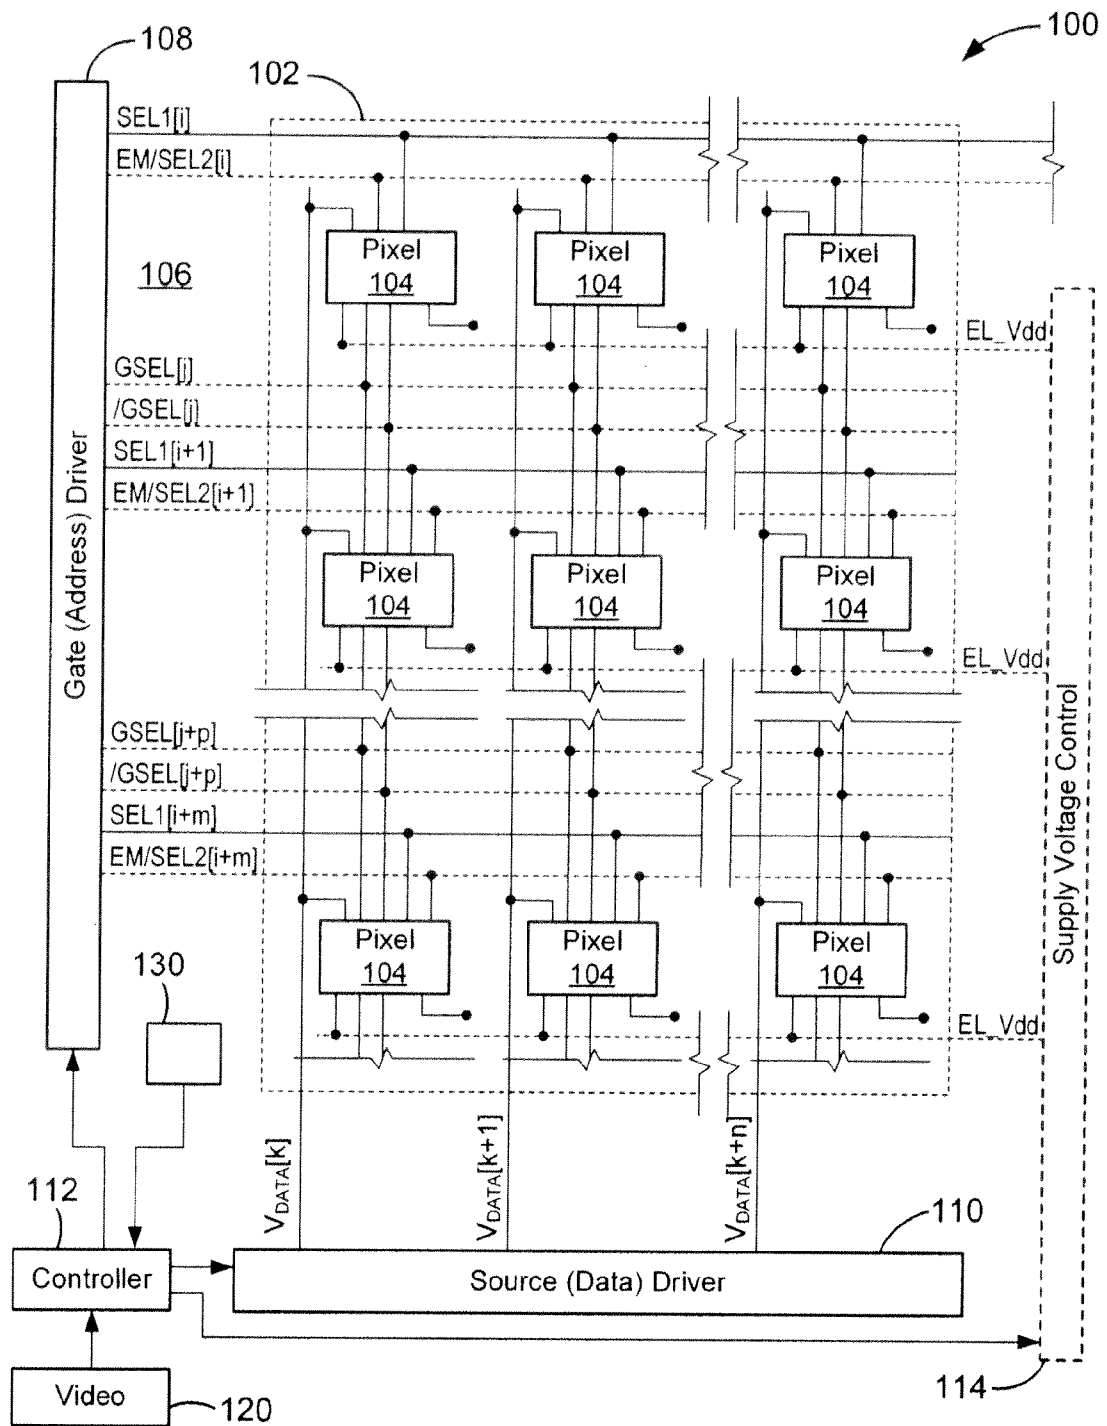 100
108
102
SEL1[i]
EM/SEL2[i]
Pixel
104
Pixel
104
Pixel
104
106
EL_Vdd
GSEL[j]
/GSEL[j]
SEL1[i+1]
EM/SEL2[i+1]
Gate (Address) Driver
Pixel
104
Pixel
104
Pixel
104
EL_Vdd
Supply Voltage Control
GSEL[j+p]
/GSEL[j+p]
SEL1[i+m]
EM/SEL2[i+m]
Pixel
104
Pixel
104
Pixel
104
130
EL_Vdd
VDATA[k]
VDATA[k+1]
VDATA[k+n]
112
110
Controller
Source (Data) Driver
Video
120
114